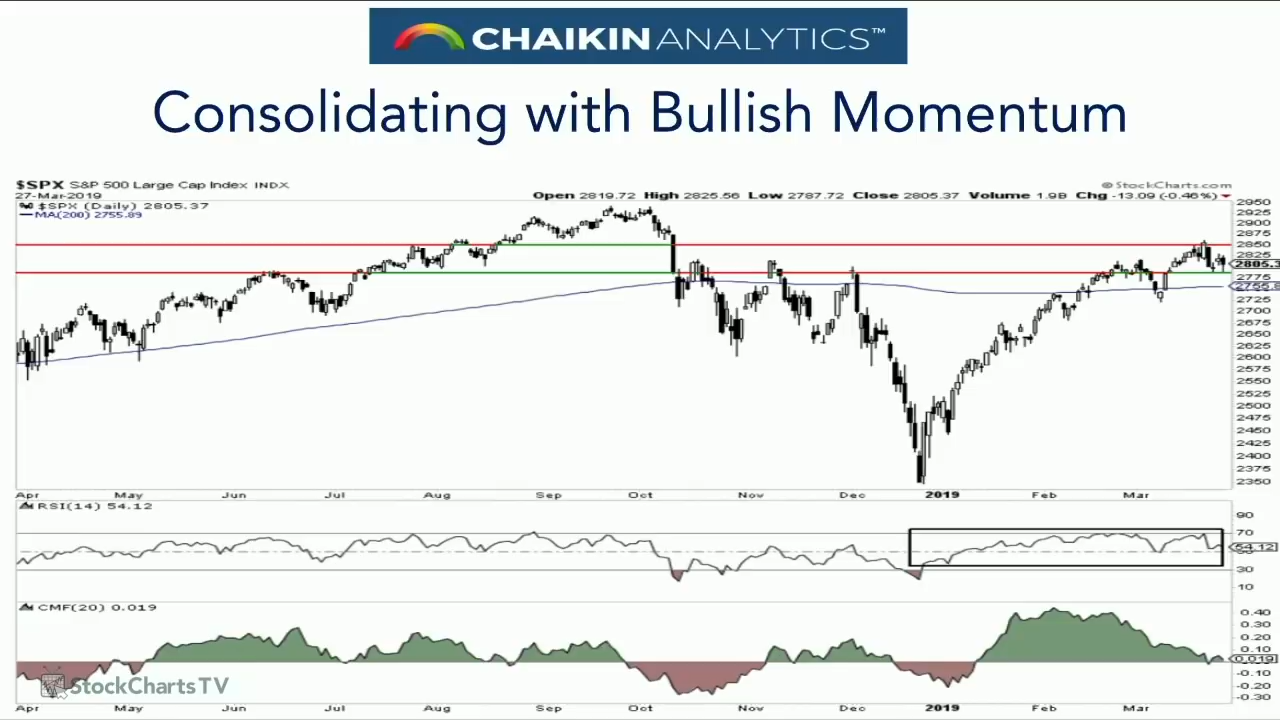 CHAIKIN ANALYTICS™
Consolidating with Bullish Momentum
$SPX S&P 500 Large Cap Index INDX
© StockCharts.com
27-Mar-2019
Open 2819.72 High 2825.56 Low 2787.72 Close 2805.37 Volume 1.9B Chg -13.09 (-0.46%)
$SPX (Daily) 2805.37
MA(200) 2755.89
2950
2925
2900
2875
2850
2825
2805.3
2775
2755.8
2725
2700
2675
2650
2625
2600
2575
2550
2525
2500
2475
2450
2425
2400
2375
2350
Apr May Jun Jul Aug Sep Oct Nov Dec 2019 Feb Mar
RSI(14) 54.12
90
70
54.12
30
10
CMF(20) 0.019
0.40
0.30
0.20
0.10
0.019
-0.10
-0.20
-0.30
StockChartsTV
Apr May Jun Jul Aug Sep Oct Nov Dec 2019 Feb Mar